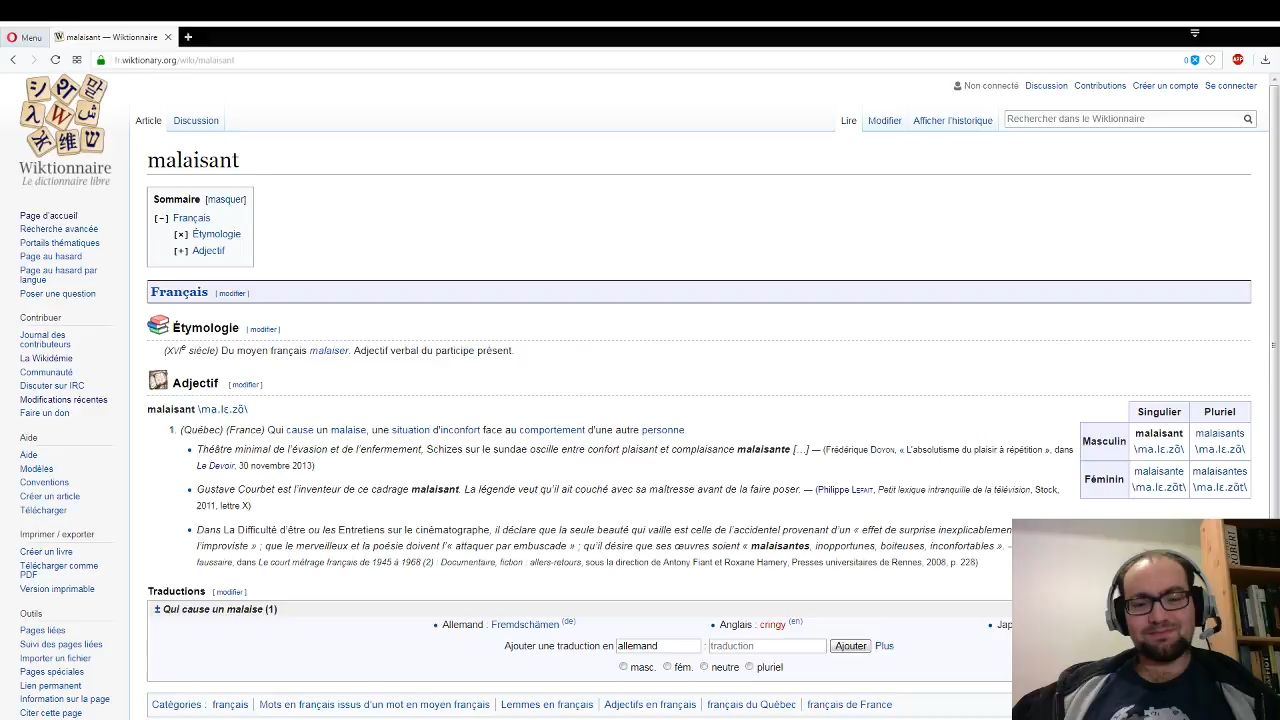 Menu
malaisant — Wiktionnaire
fr.wiktionary.org/wiki/malaisant
0
ABP
Non connecté Discussion Contributions Créer un compte Se connecter
Article Discussion Lire Modifier Afficher l'historique Rechercher dans le Wiktionnaire
Wiktionnaire
Le dictionnaire libre
Page d'accueil
Recherche avancée
Portails thématiques
Page au hasard
Page au hasard par
langue
Poser une question
Contribuer
Journal des
contributeurs
La Wikidémie
Communauté
Discuter sur IRC
Modifications récentes
Faire un don
Aide
Aide
Modèles
Conventions
Créer un article
Télécharger
Imprimer / exporter
Créer un livre
Télécharger comme
PDF
Version imprimable
Outils
Pages liées
Suivi des pages liées
Importer un fichier
Pages spéciales
Lien permanent
Information sur la page
Citer cette page
malaisant
Sommaire [masquer]
[−] Français
[×] Étymologie
[+] Adjectif
Français [ modifier ]
Étymologie [ modifier ]
(XVIe siècle) Du moyen français malaiser. Adjectif verbal du participe présent.
Adjectif [ modifier ]
malaisant \ma.lɛ.zɑ̃\
1. (Québec) (France) Qui cause un malaise, une situation d'inconfort face au comportement d'une autre personne.
Théâtre minimal de l'évasion et de l'enfermement, Schizes sur le sundae oscille entre confort plaisant et complaisance malaisante [...] — (Frédérique Doyon, « L'absolutisme du plaisir à répétition », dans
Le Devoir, 30 novembre 2013)
Gustave Courbet est l'inventeur de ce cadrage malaisant. La légende veut qu'il ait couché avec sa maîtresse avant de la faire poser. — (Philippe Lefait, Petit lexique intranquille de la télévision, Stock,
2011, lettre X)
Dans La Difficulté d'être ou les Entretiens sur le cinématographe, il déclare que la seule beauté qui vaille est celle de l'accidentel provenant d'un « effet de surprise inexplicablement
l'improviste » ; que le merveilleux et la poésie doivent l'« attaquer par embuscade » ; qu'il désire que ses œuvres soient « malaisantes, inopportunes, boiteuses, inconfortables ». —
faussaire, dans Le court métrage français de 1945 à 1968 (2) : Documentaire, fiction : allers-retours, sous la direction de Antony Fiant et Roxane Hamery, Presses universitaires de Rennes, 2008, p. 228)
Singulier Pluriel
Masculin malaisant malaisants
\ma.lɛ.zɑ̃\ \ma.lɛ.zɑ̃\
Féminin malaisante malaisantes
\ma.lɛ.zɑ̃t\ \ma.lɛ.zɑ̃t\
Traductions [ modifier ]
± Qui cause un malaise (1)
Allemand : Fremdschämen (de) Anglais : cringy (en) Jap
Ajouter une traduction en allemand : traduction Ajouter Plus
masc. fém. neutre pluriel
Catégories : français Mots en français issus d'un mot en moyen français Lemmes en français Adjectifs en français français du Québec français de France